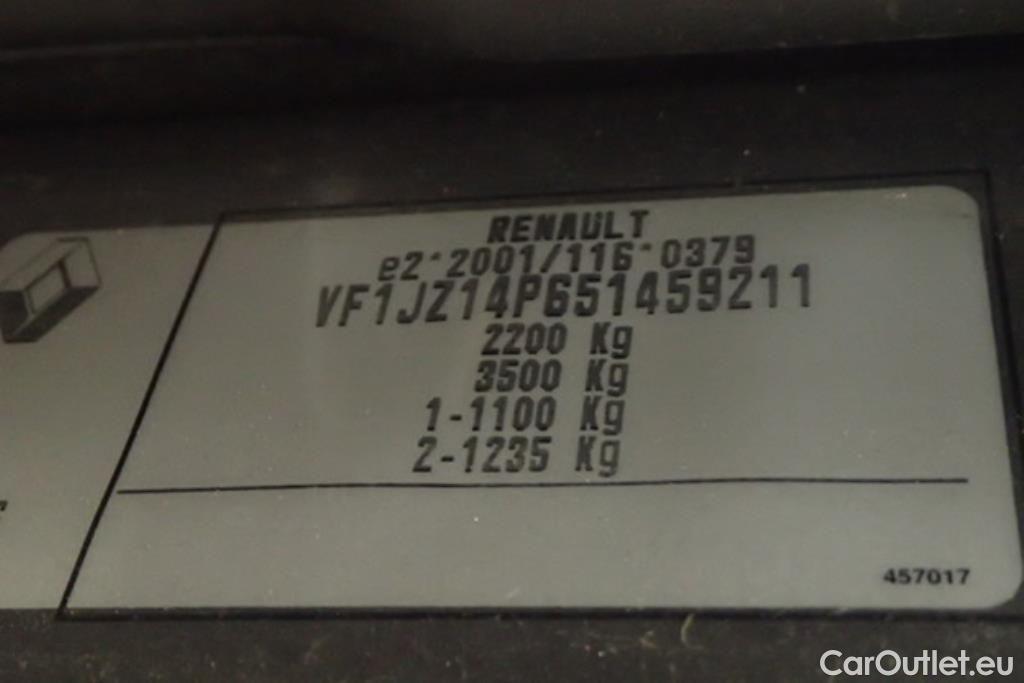 RENAULT
e2*2001/116*0379
VF1JZ14P651459211
2200 Kg
3500 Kg
1-1100 Kg
2-1235 Kg
457017
CarOutlet.eu